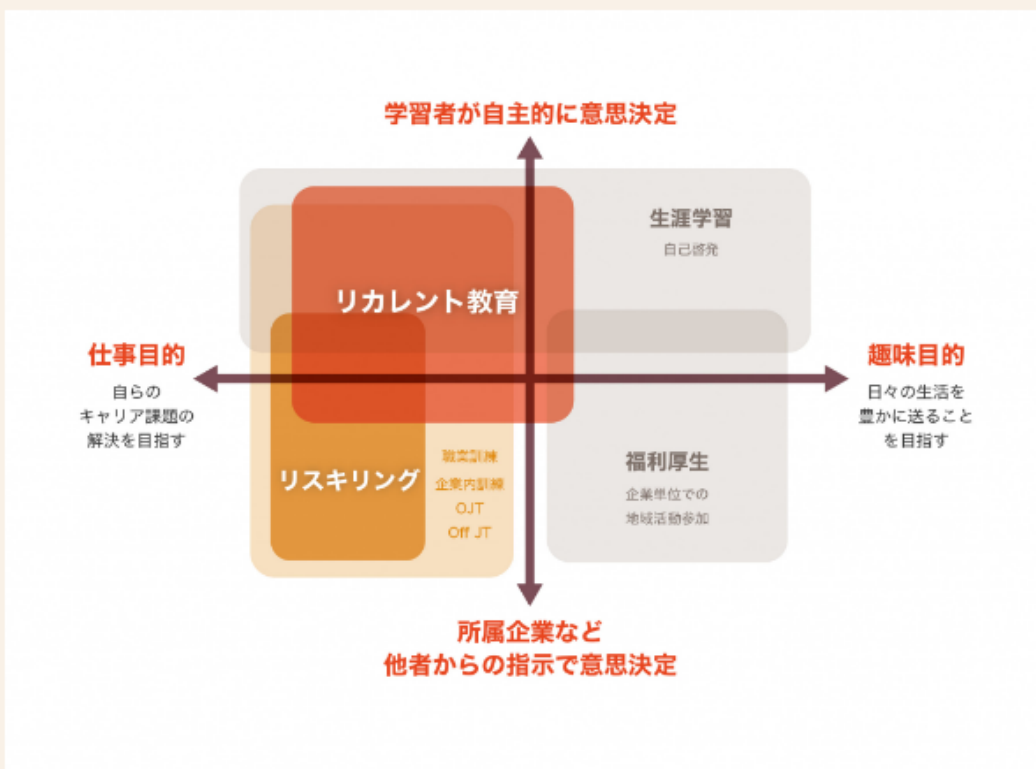 学習者が自主的に意思決定
生涯学習
自己啓発
リカレント教育
仕事目的
自らの
キャリア課題の
解決を目指す
趣味目的
日々の生活を
豊かに送ること
を目指す
リスキリング
職業訓練
企業内訓練
OJT
Off JT
福利厚生
企業単位での
地域活動参加
所属企業など
他者からの指示で意思決定